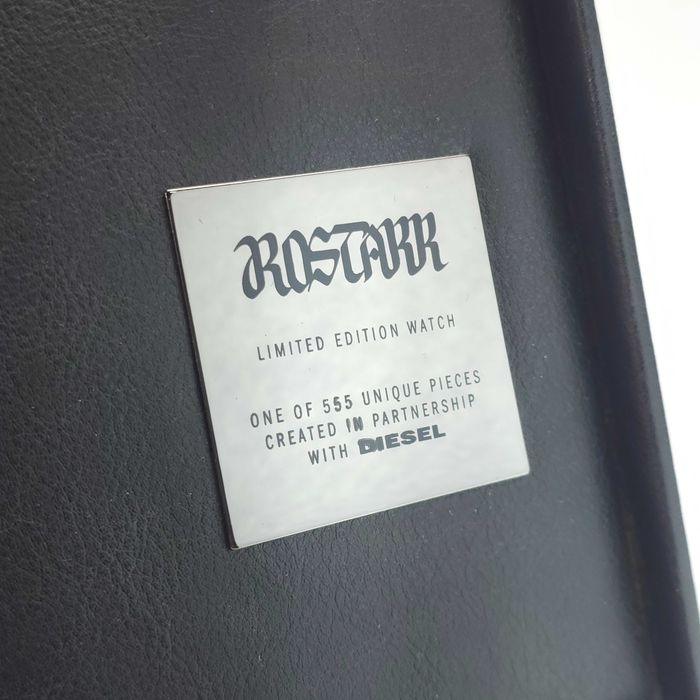 ROSTARR
LIMITED EDITION WATCH
ONE OF 555 UNIQUE PIECES
CREATED IN PARTNERSHIP
WITH DIESEL